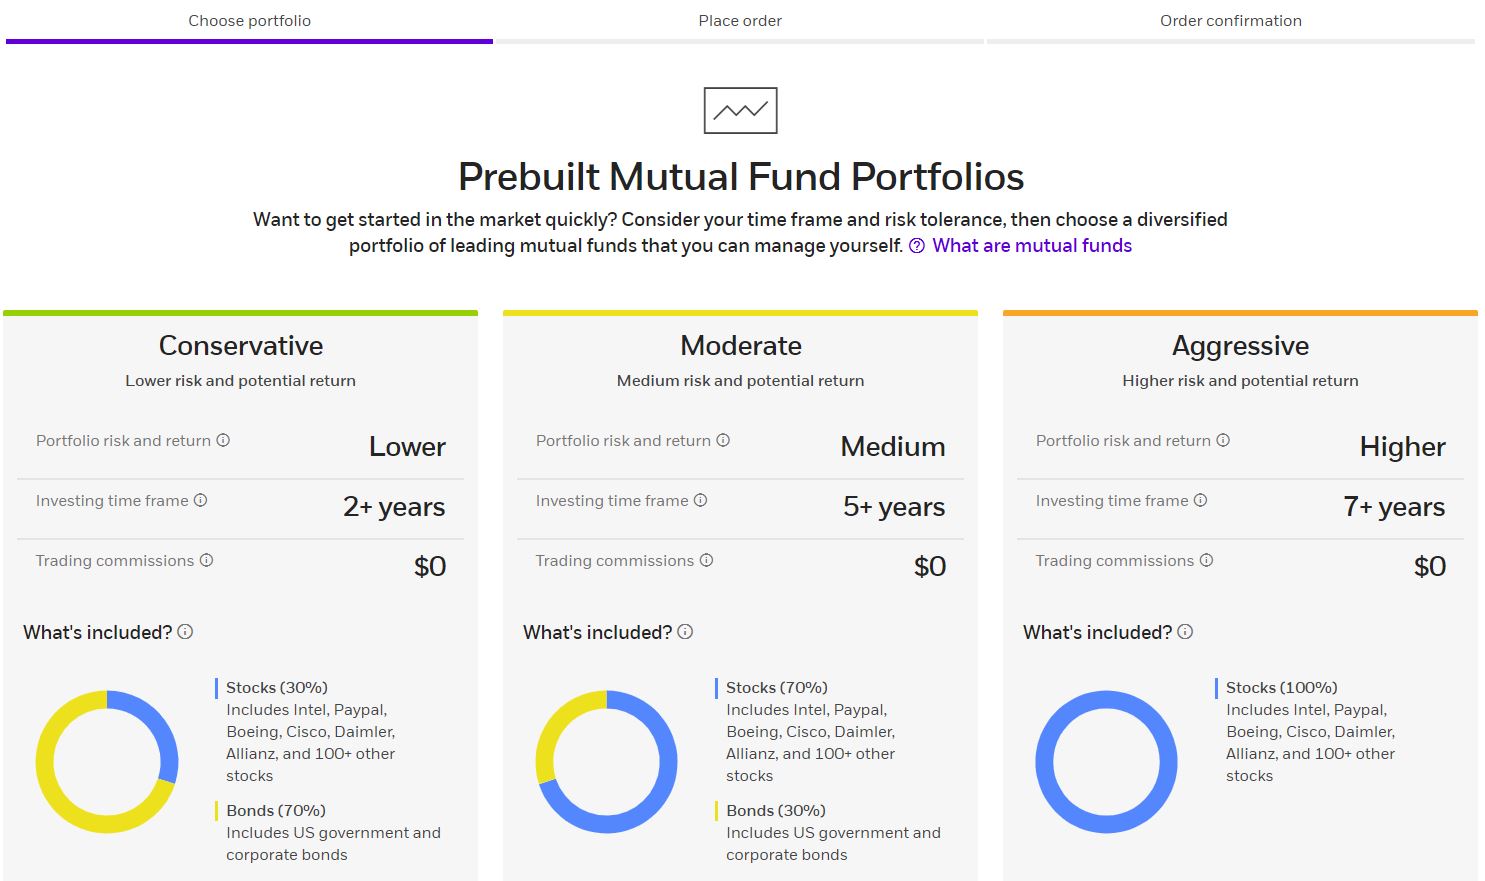 Choose portfolio
Place order
Order confirmation
Prebuilt Mutual Fund Portfolios
Want to get started in the market quickly? Consider your time frame and risk tolerance, then choose a diversified
portfolio of leading mutual funds that you can manage yourself. What are mutual funds
Conservative
Lower risk and potential return
Portfolio risk and return Lower
Investing time frame 2+ years
Trading commissions $0
What's included?
Stocks (30%)
Includes Intel, Paypal,
Boeing, Cisco, Daimler,
Allianz, and 100+ other
stocks
Bonds (70%)
Includes US government and
corporate bonds
Moderate
Medium risk and potential return
Portfolio risk and return Medium
Investing time frame 5+ years
Trading commissions $0
What's included?
Stocks (70%)
Includes Intel, Paypal,
Boeing, Cisco, Daimler,
Allianz, and 100+ other
stocks
Bonds (30%)
Includes US government and
corporate bonds
Aggressive
Higher risk and potential return
Portfolio risk and return Higher
Investing time frame 7+ years
Trading commissions $0
What's included?
Stocks (100%)
Includes Intel, Paypal,
Boeing, Cisco, Daimler,
Allianz, and 100+ other
stocks